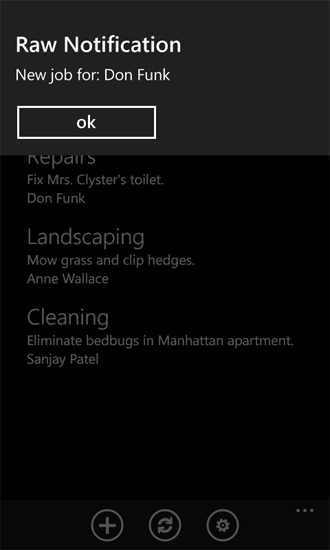 Raw Notification
New job for: Don Funk
ok
Repairs
Fix Mrs. Clyster's toilet.
Don Funk
Landscaping
Mow grass and clip hedges.
Anne Wallace
Cleaning
Eliminate bedbugs in Manhattan apartment.
Sanjay Patel